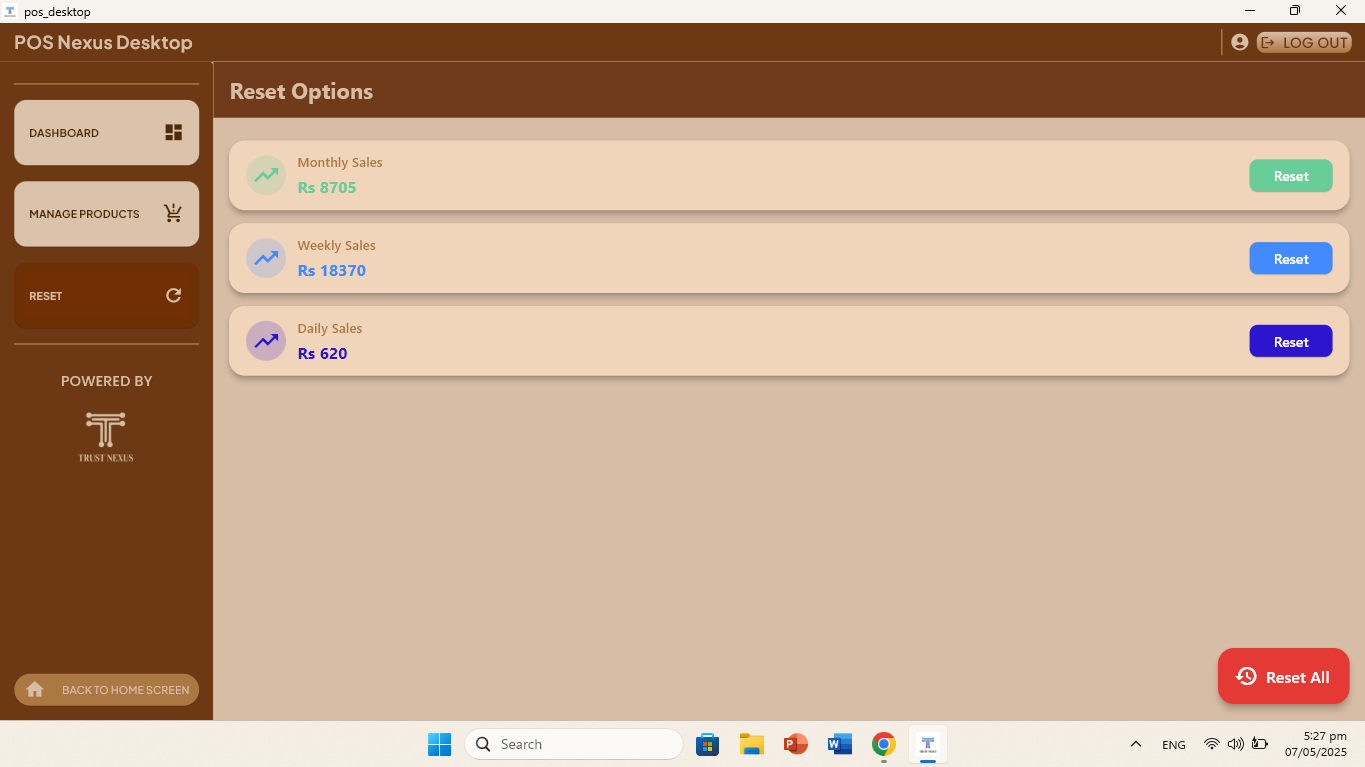 pos_desktop
POS Nexus Desktop
LOG OUT
DASHBOARD
MANAGE PRODUCTS
RESET
POWERED BY
TRUST NEXUS
BACK TO HOME SCREEN
Reset Options
Monthly Sales
Rs 8705
Reset
Weekly Sales
Rs 18370
Reset
Daily Sales
Rs 620
Reset
Reset All
Search
ENG
5:27 pm
07/05/2025